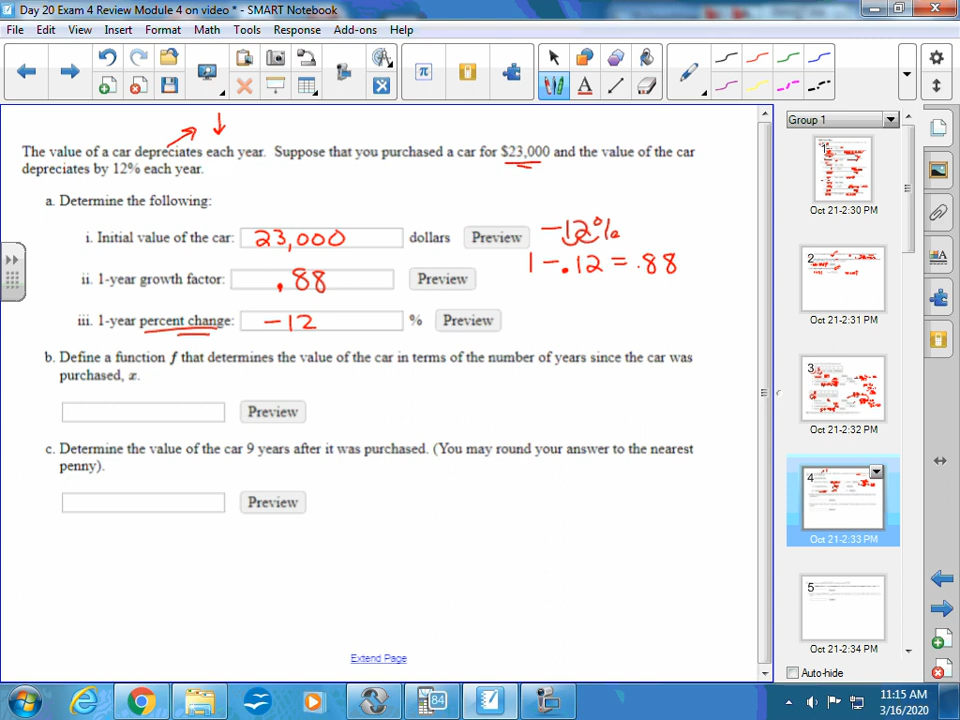 Day 20 Exam 4 Review Module 4 on video * - SMART Notebook
File Edit View Insert Format Math Tools Response Add-ons Help
Group 1
The value of a car depreciates each year. Suppose that you purchased a car for $23,000 and the value of the car
depreciates by 12% each year.
a. Determine the following:
i. Initial value of the car: 23,000 dollars Preview
-12%
1 - .12 = .88
ii. 1-year growth factor: .88 Preview
iii. 1-year percent change: -12 % Preview
b. Define a function f that determines the value of the car in terms of the number of years since the car was
purchased, x.
Preview
c. Determine the value of the car 9 years after it was purchased. (You may round your answer to the nearest
penny).
Preview
Extend Page
1
Oct 21-2:30 PM
2
Oct 21-2:31 PM
3
Oct 21-2:32 PM
4
Oct 21-2:33 PM
5
Oct 21-2:34 PM
Auto-hide
84
11:15 AM
3/16/2020